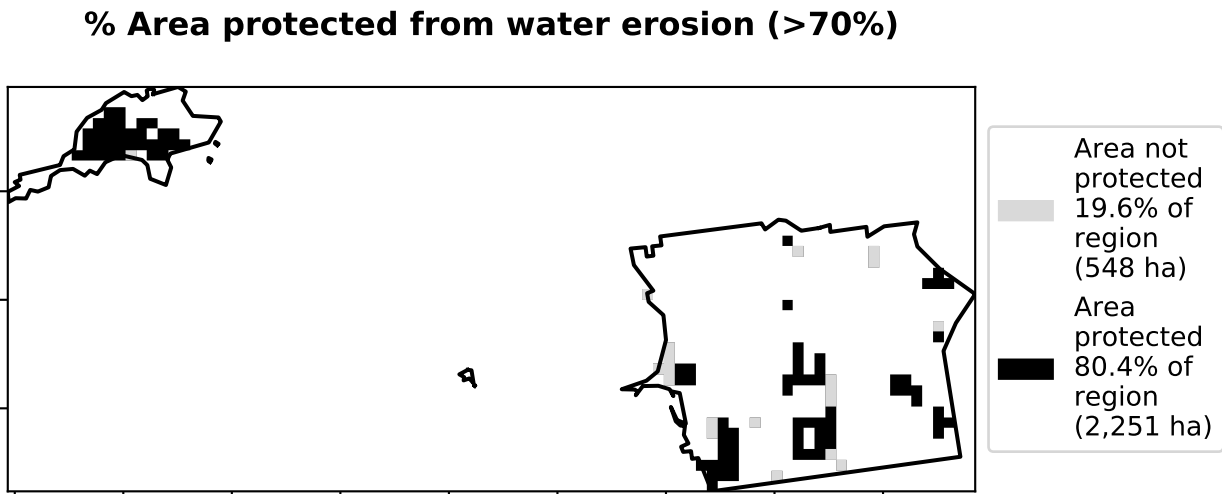 % Area protected from water erosion (>70%)
Area not
protected
19.6% of
region
(548 ha)
Area
protected
80.4% of
region
(2,251 ha)